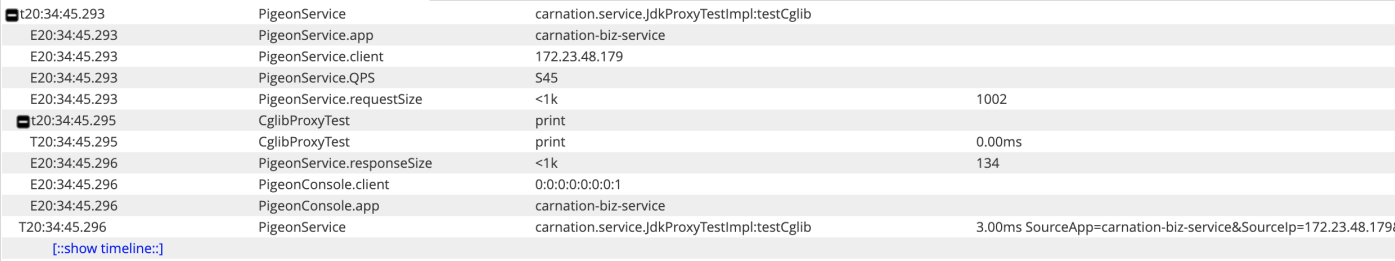 t20:34:45.293 PigeonService carnation.service.JdkProxyTestImpl:testCglib
E20:34:45.293 PigeonService.app carnation-biz-service
E20:34:45.293 PigeonService.client 172.23.48.179
E20:34:45.293 PigeonService.QPS S45
E20:34:45.293 PigeonService.requestSize <1k 1002
t20:34:45.295 CglibProxyTest print
T20:34:45.295 CglibProxyTest print 0.00ms
E20:34:45.296 PigeonService.responseSize <1k 134
E20:34:45.296 PigeonConsole.client 0:0:0:0:0:0:0:1
E20:34:45.296 PigeonConsole.app carnation-biz-service
T20:34:45.296 PigeonService carnation.service.JdkProxyTestImpl:testCglib 3.00ms SourceApp=carnation-biz-service&SourceIp=172.23.48.179&
[::show timeline::]